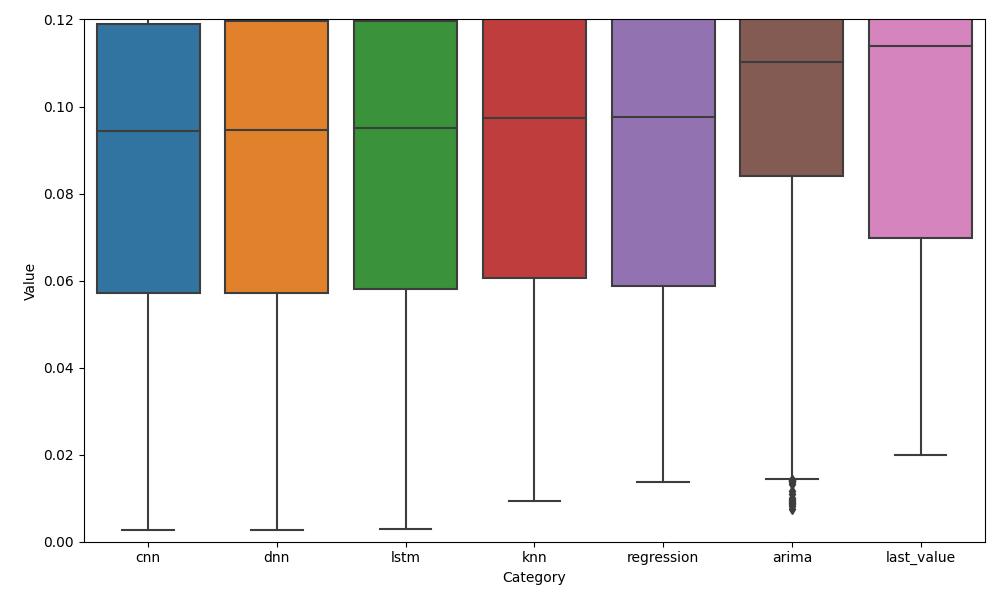 0.12
0.10
0.08
0.06
0.04
0.02
0.00
Value
cnn dnn lstm knn regression arima last_value
Category